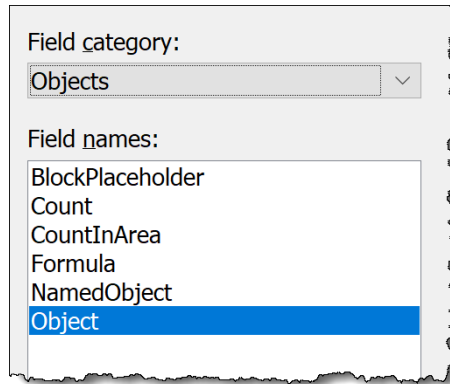 Field category:
Objects
Field names:
BlockPlaceholder
Count
CountInArea
Formula
NamedObject
Object